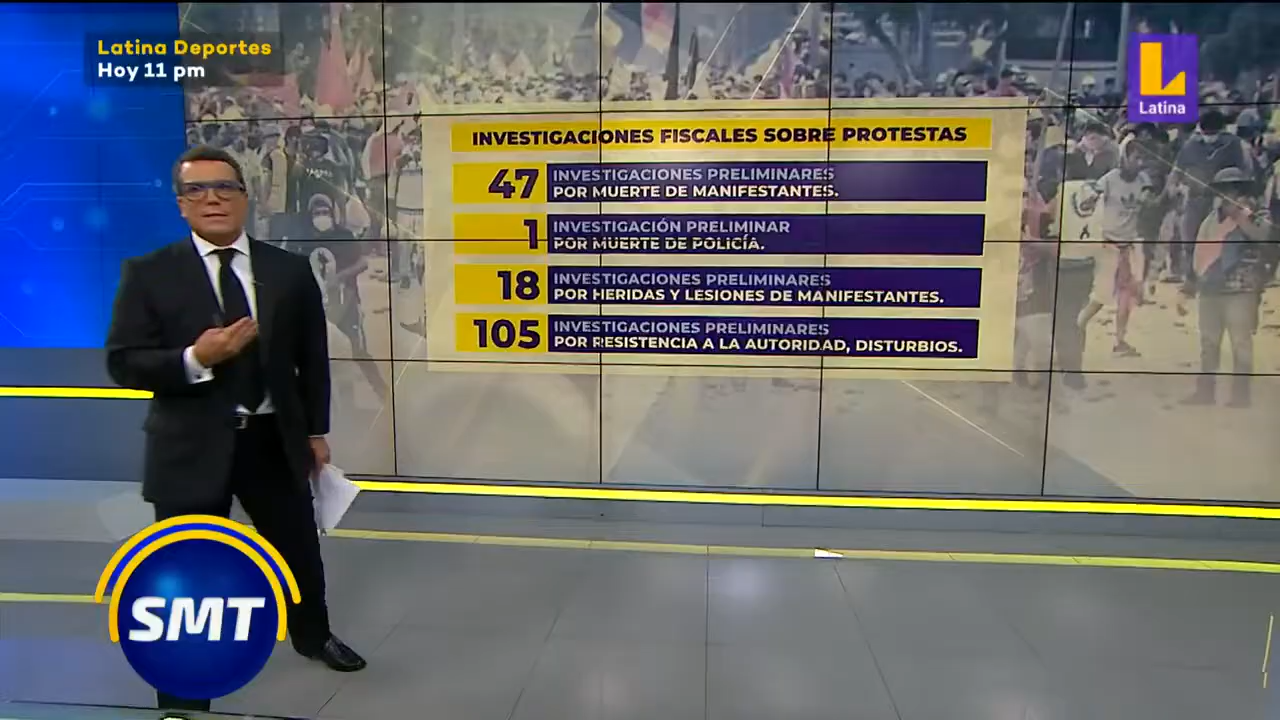 Latina Deportes
Hoy 11 pm
Latina
INVESTIGACIONES FISCALES SOBRE PROTESTAS
47 INVESTIGACIONES PRELIMINARES
POR MUERTE DE MANIFESTANTES.
1 INVESTIGACIÓN PRELIMINAR
POR MUERTE DE POLICÍA.
18 INVESTIGACIONES PRELIMINARES
POR HERIDAS Y LESIONES DE MANIFESTANTES.
105 INVESTIGACIONES PRELIMINARES
POR RESISTENCIA A LA AUTORIDAD, DISTURBIOS.
SMT